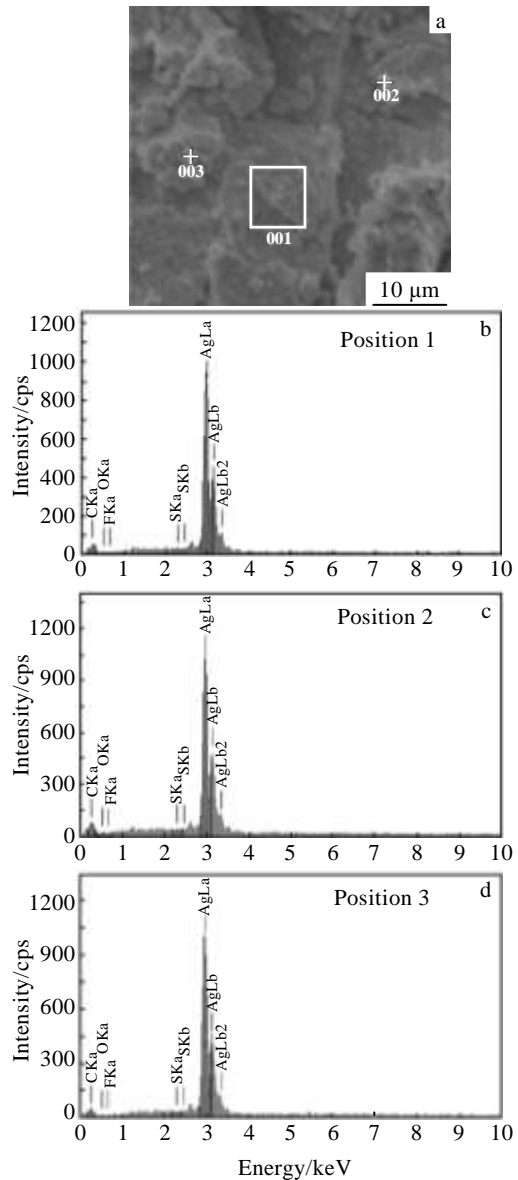 a
002
003
001
10 μm
b
Position 1
Intensity/cps
1200
1000
800
600
400
200
0
CKa
OKa
FKa
SKa
SKb
AgLa
AgLb
AgLb2
0 1 2 3 4 5 6 7 8 9 10
c
Position 2
Intensity/cps
1200
900
600
300
0
CKa
OKa
FKa
SKa
SKb
AgLa
AgLb
AgLb2
0 1 2 3 4 5 6 7 8 9 10
d
Position 3
Intensity/cps
1200
900
600
300
0
CKa
OKa
FKa
SKa
SKb
AgLa
AgLb
AgLb2
0 1 2 3 4 5 6 7 8 9 10
Energy/keV